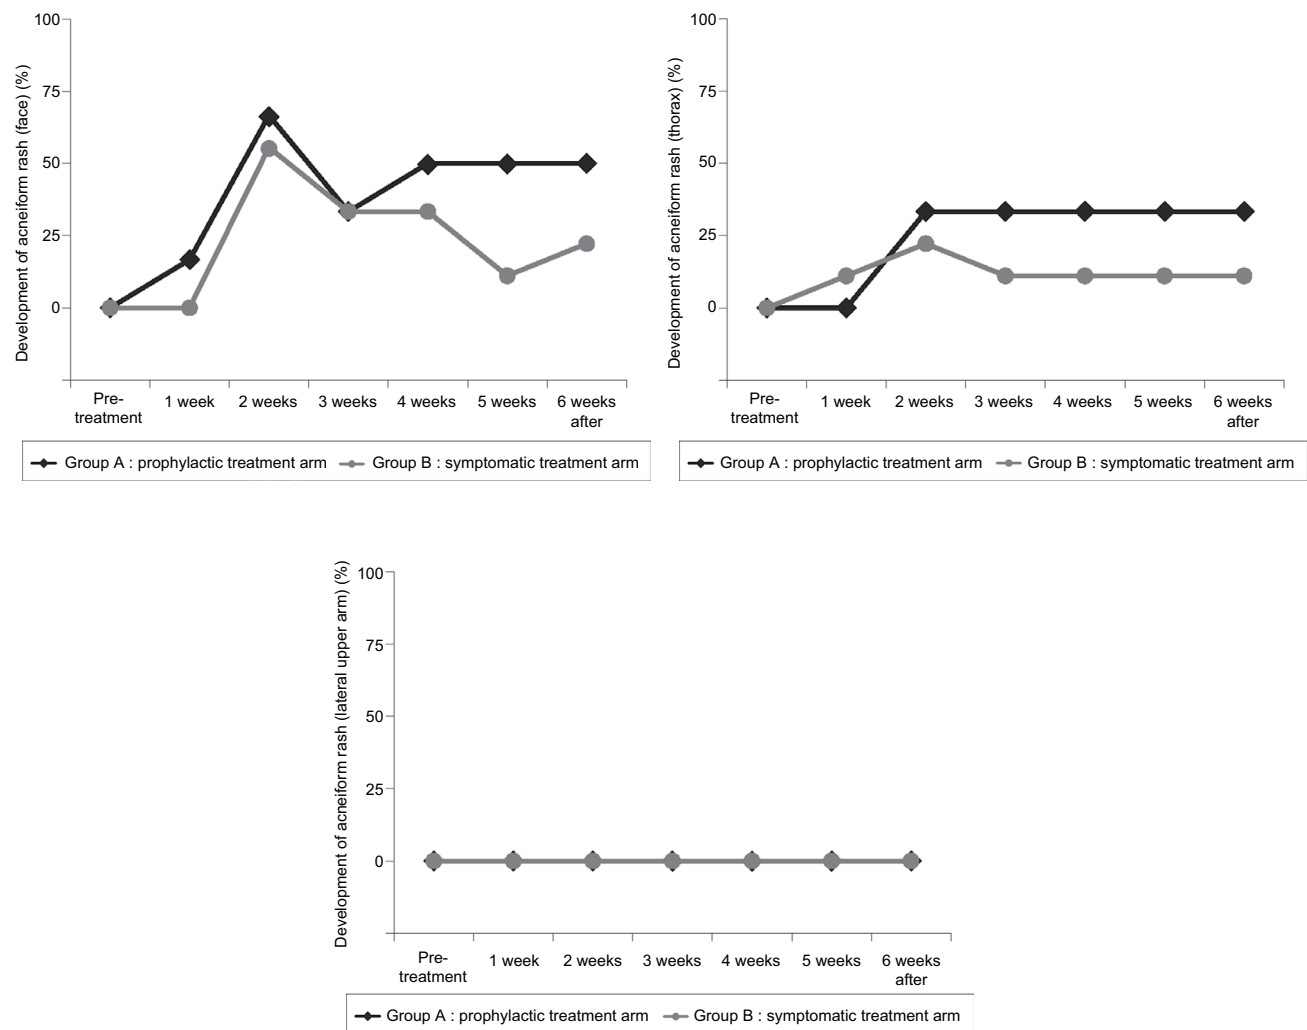 Development of acneiform rash (face) (%)
100
75
50
25
0
Pre-
treatment
1 week
2 weeks
3 weeks
4 weeks
5 weeks
6 weeks
after
Group A : prophylactic treatment arm
Group B : symptomatic treatment arm
Development of acneiform rash (thorax) (%)
100
75
50
25
0
Pre-
treatment
1 week
2 weeks
3 weeks
4 weeks
5 weeks
6 weeks
after
Group A : prophylactic treatment arm
Group B : symptomatic treatment arm
Development of acneiform rash (lateral upper arm) (%)
100
75
50
25
0
Pre-
treatment
1 week
2 weeks
3 weeks
4 weeks
5 weeks
6 weeks
after
Group A : prophylactic treatment arm
Group B : symptomatic treatment arm